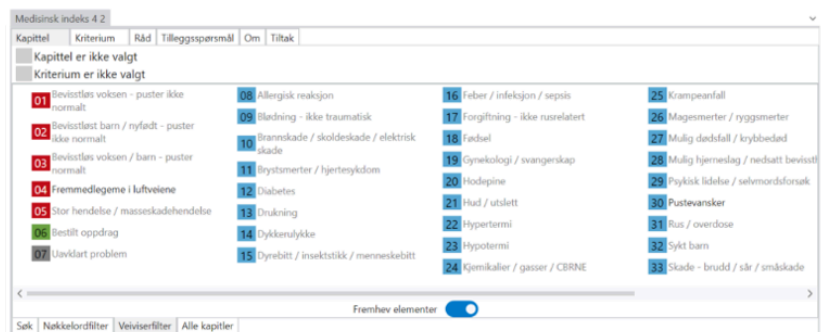 Medisinsk indeks 4 2
Kapittel Kriterium Råd Tilleggsspørsmål Om Tiltak
Kapittel er ikke valgt
Kriterium er ikke valgt
01 Bevisstløs voksen - puster ikke
normalt
02 Bevisstløst barn / nyfødt - puster
ikke normalt
03 Bevisstløs voksen / barn - puster
normalt
04 Fremmedlegeme i luftveiene
05 Stor hendelse / masseskadehendelse
06 Bestilt oppdrag
07 Uavklart problem
08 Allergisk reaksjon
09 Blødning - ikke traumatisk
10 Brannskade / skoldeskade / elektrisk
skade
11 Brystsmerter / hjertesykdom
12 Diabetes
13 Drukning
14 Dykkerulykke
15 Dyrebitt / insektstikk / menneskebitt
16 Feber / infeksjon / sepsis
17 Forgiftning - ikke rusrelatert
18 Fødsel
19 Gynekologi / svangerskap
20 Hodepine
21 Hud / utslett
22 Hypertermi
23 Hypotermi
24 Kjemikalier / gasser / CBRNE
25 Krampeanfall
26 Magesmerter / ryggsmerter
27 Mulig dødsfall / krybbedød
28 Mulig hjerneslag / nedsatt bevisstl
29 Psykisk lidelse / selvmordsforsøk
30 Pustevansker
31 Rus / overdose
32 Sykt barn
33 Skade - brudd / sår / småskade
Fremhev elementer
Søk Nøkkelordfilter Veiviserfilter Alle kapitler